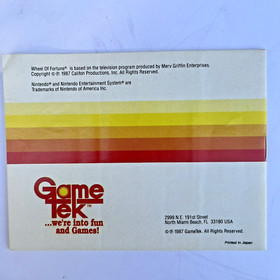 Wheel Of Fortune® is based on the television program produced by Merv Griffin Enterprises.
Copyright © ℗ 1987 Califon Productions, Inc. All Rights Reserved.
Nintendo® and Nintendo Entertainment System® are
Trademarks of Nintendo of America Inc.
Game
Tek™
...we're into fun
and Games!
2999 N.E. 191st Street
North Miami Beach, FL 33180 USA
© ℗ 1987 GameTek. All Rights Reserved.
Printed in Japan